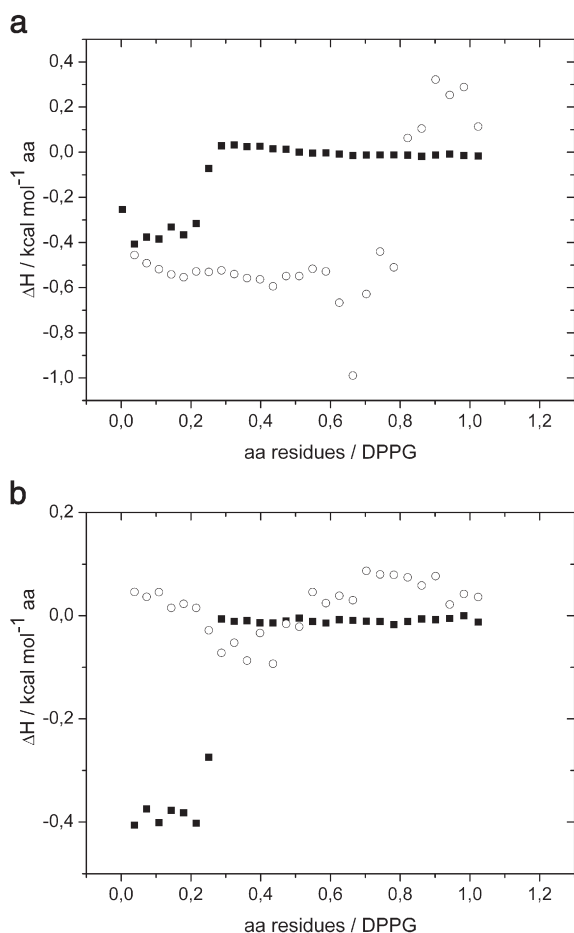 a
0,4
0,2
0,0
-0,2
-0,4
-0,6
-0,8
-1,0
ΔH / kcal mol⁻¹ aa
0,0 0,2 0,4 0,6 0,8 1,0 1,2
aa residues / DPPG
b
0,2
0,0
-0,2
-0,4
ΔH / kcal mol⁻¹ aa
0,0 0,2 0,4 0,6 0,8 1,0 1,2
aa residues / DPPG